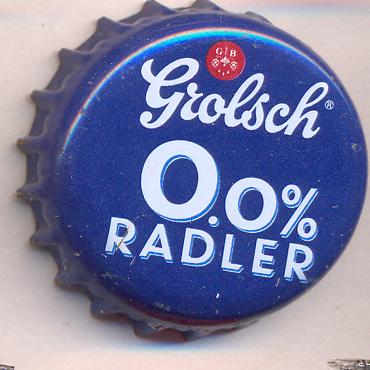 G B
Grolsch®
0.0%
RADLER